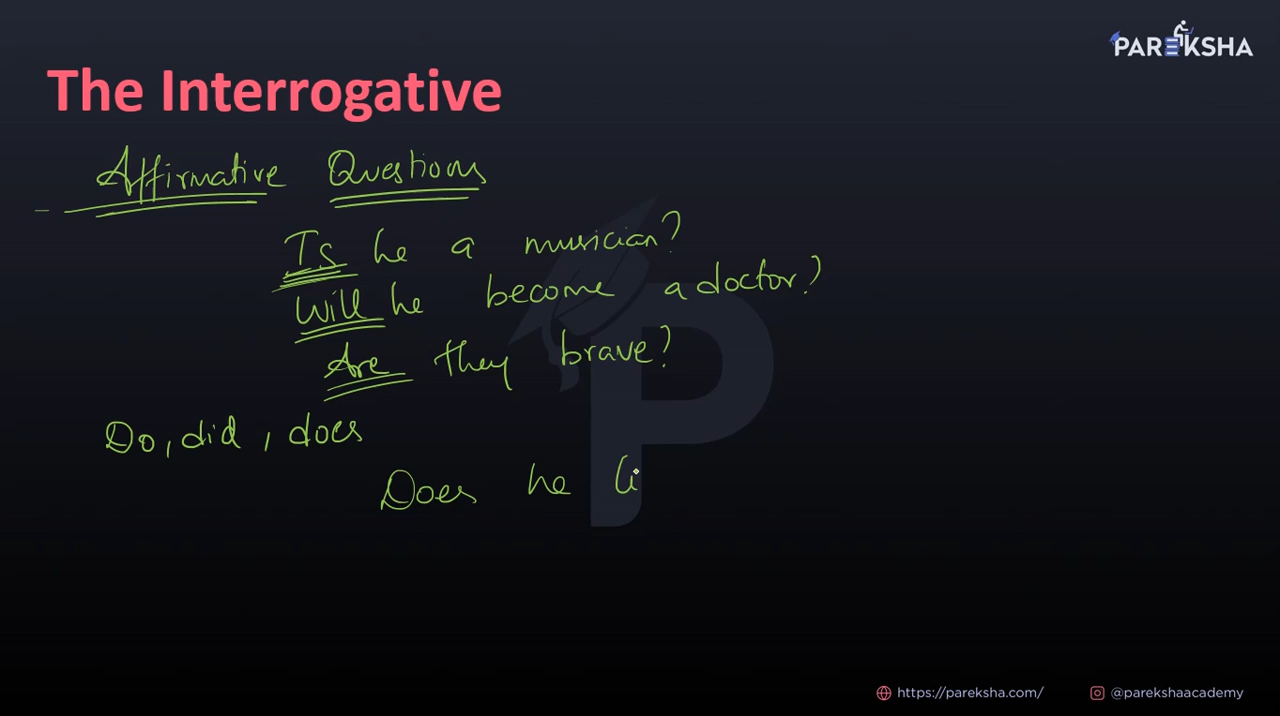 PAREKSHA
The Interrogative
Affirmative Questions
Is he a musician?
Will he become a doctor?
Are they brave?
Do, did, does
Does he li
https://pareksha.com/
@parekshaacademy